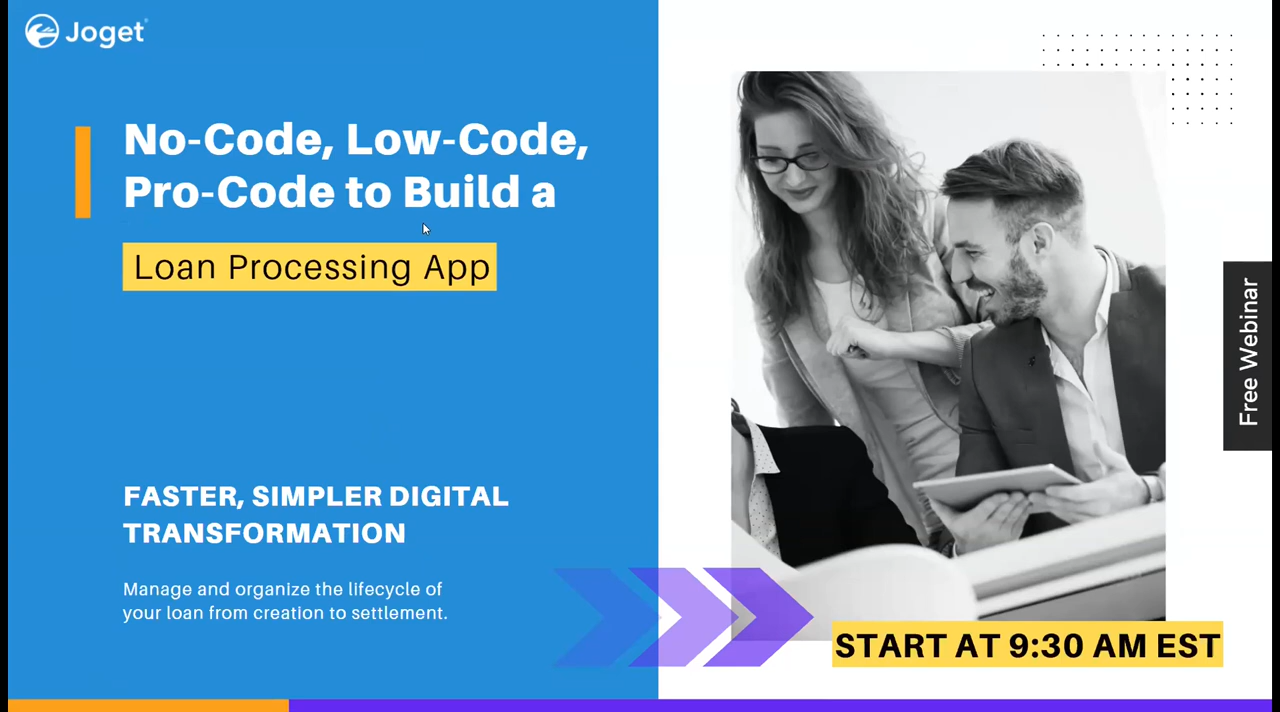 Joget
No-Code, Low-Code,
Pro-Code to Build a
Loan Processing App
FASTER, SIMPLER DIGITAL
TRANSFORMATION
Manage and organize the lifecycle of
your loan from creation to settlement.
Free Webinar
START AT 9:30 AM EST